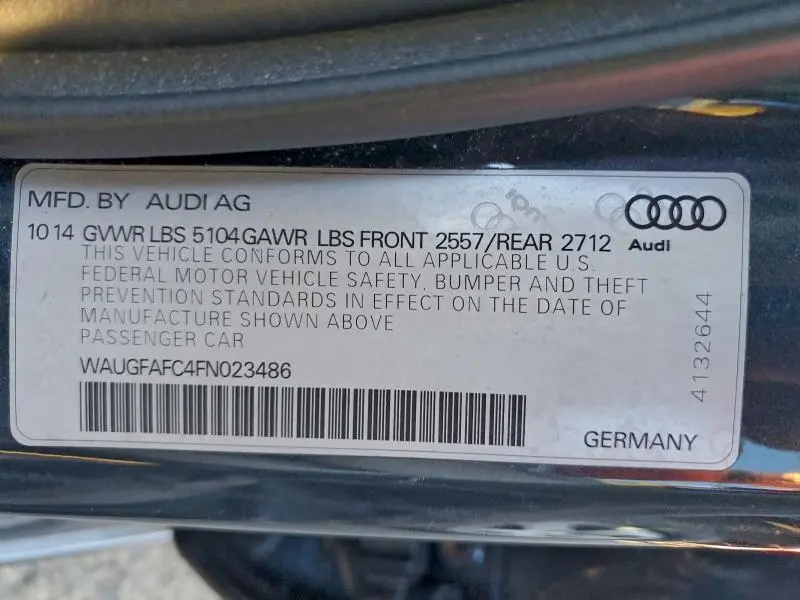 MFD. BY AUDI AG
10 14 GVWR LBS 5104 GAWR LBS FRONT 2557/REAR 2712
Audi
THIS VEHICLE CONFORMS TO ALL APPLICABLE U.S.
FEDERAL MOTOR VEHICLE SAFETY, BUMPER AND THEFT
PREVENTION STANDARDS IN EFFECT ON THE DATE OF
MANUFACTURE SHOWN ABOVE
PASSENGER CAR
WAUGFAFC4FN023486
GERMANY
4132644